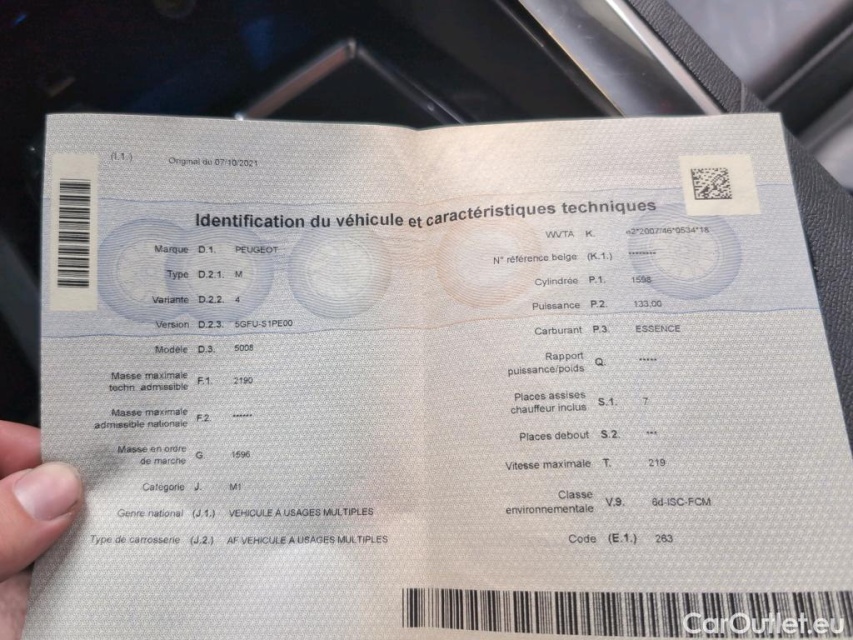 (I.1.) Original du 07/10/2021
Identification du véhicule et caractéristiques techniques
Marque D.1. PEUGEOT
Type D.2.1. M
Variante D.2.2. 4
Version D.2.3. 5GFU-S1PE00
Modèle D.3. 5008
Masse maximale
techn. admissible F.1. 2190
Masse maximale
admissible nationale F.2. ******
Masse en ordre
de marche G. 1596
Catégorie J. M1
Genre national (J.1.) VEHICULE A USAGES MULTIPLES
Type de carrosserie (J.2.) AF VEHICULE A USAGES MULTIPLES
WVTA K. e2*2007/46*0534*18
N° référence belge (K.1.) ********
Cylindrée P.1. 1598
Puissance P.2. 133.00
Carburant P.3. ESSENCE
Rapport
puissance/poids Q. *****
Places assises
chauffeur inclus S.1. 7
Places debout S.2. ***
Vitesse maximale T. 219
Classe
environnementale V.9. 6d-ISC-FCM
Code (E.1.) 263
CarOutlet.eu